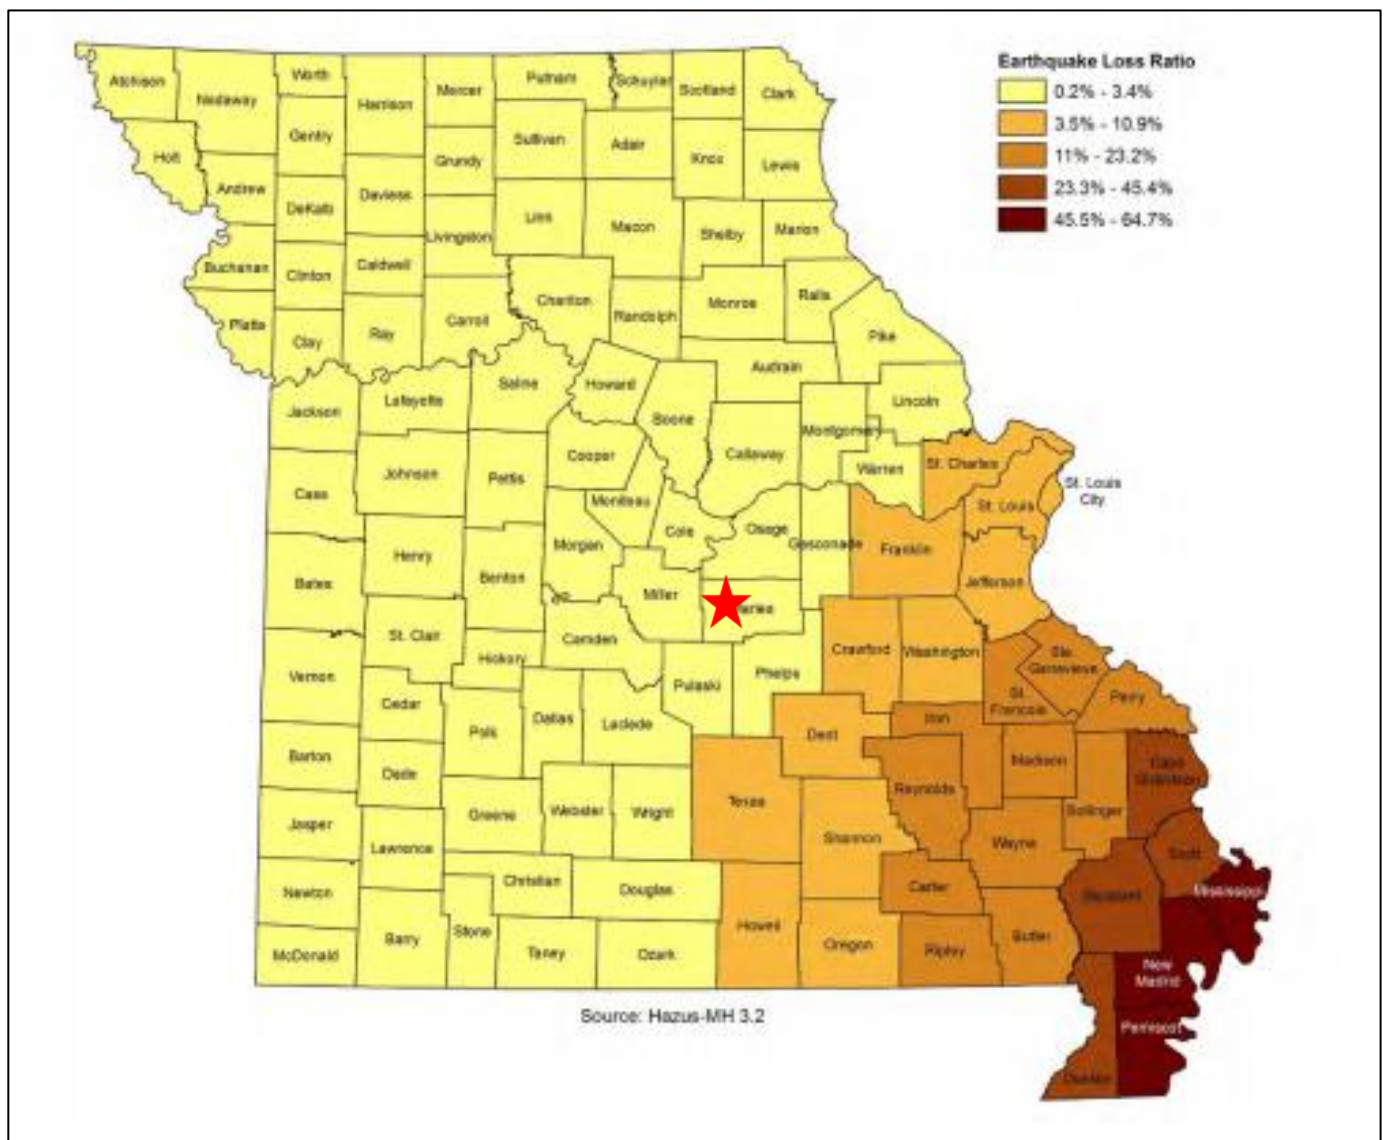 Earthquake Loss Ratio
0.2% - 3.4%
3.5% - 10.9%
11% - 23.2%
23.3% - 45.4%
45.5% - 64.7%
Atchison
Nodaway
Worth
Harrison
Mercer
Putnam
Schuyler
Scotland
Clark
Holt
Gentry
Sullivan
Adair
Knox
Lewis
Grundy
Andrew
DeKalb
Daviess
Livingston
Linn
Macon
Shelby
Marion
Buchanan
Clinton
Caldwell
Chariton
Randolph
Monroe
Ralls
Platte
Clay
Ray
Carroll
Pike
Audrain
Saline
Howard
Jackson
Lafayette
Boone
Lincoln
Montgomery
Callaway
Warren
St. Charles
Cooper
Johnson
Pettis
Cass
Moniteau
St. Louis
City
St. Louis
Cole
Osage
Gasconade
Franklin
Morgan
Henry
Benton
Bates
Miller
Jefferson
St. Clair
Camden
Hickory
Crawford
Washington
Ste.
Genevieve
Vernon
Phelps
Pulaski
St.
Francois
Perry
Cedar
Polk
Dallas
Laclede
Dent
Iron
Barton
Dade
Madison
Cape
Girardeau
Reynolds
Texas
Jasper
Greene
Webster
Wright
Bollinger
Shannon
Wayne
Lawrence
Scott
Newton
Christian
Douglas
Carter
Stoddard
Mississippi
McDonald
Barry
Stone
Taney
Ozark
Howell
Oregon
Ripley
Butler
New
Madrid
Pemiscot
Dunklin
Source: Hazus-MH 3.2